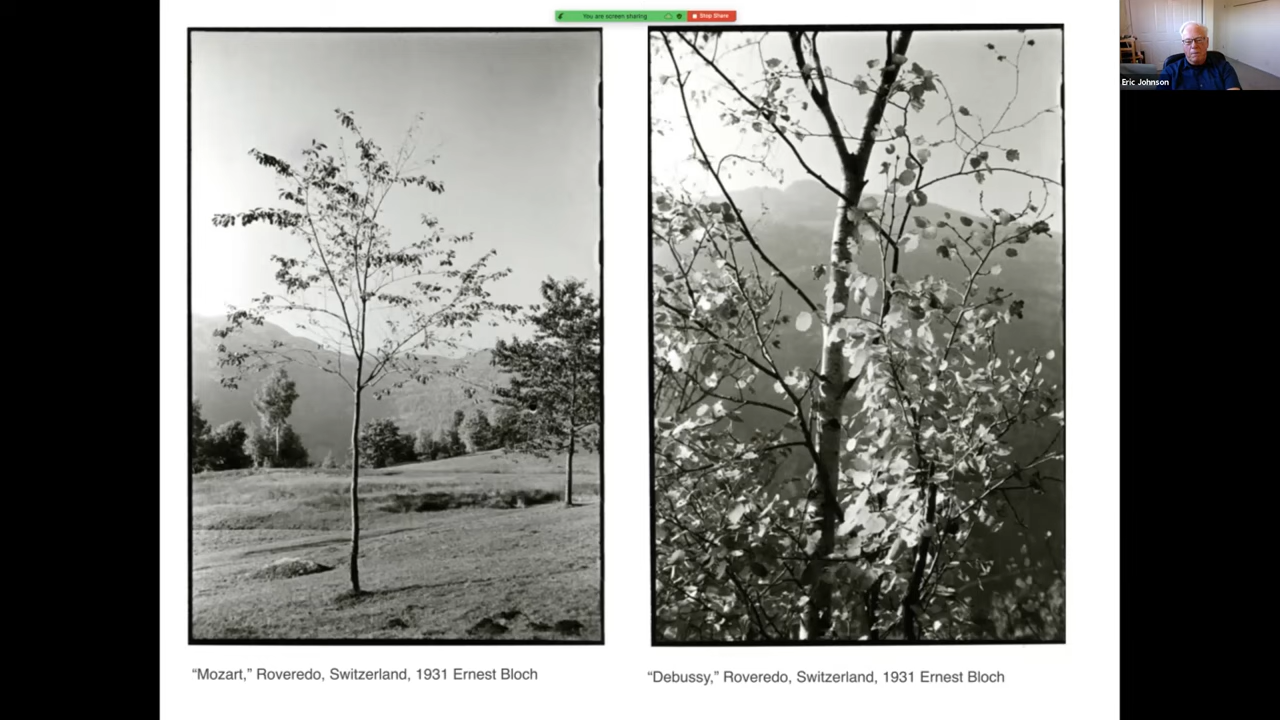 You are screen sharing
Stop Share
Eric Johnson
“Mozart,” Roveredo, Switzerland, 1931 Ernest Bloch
“Debussy,” Roveredo, Switzerland, 1931 Ernest Bloch